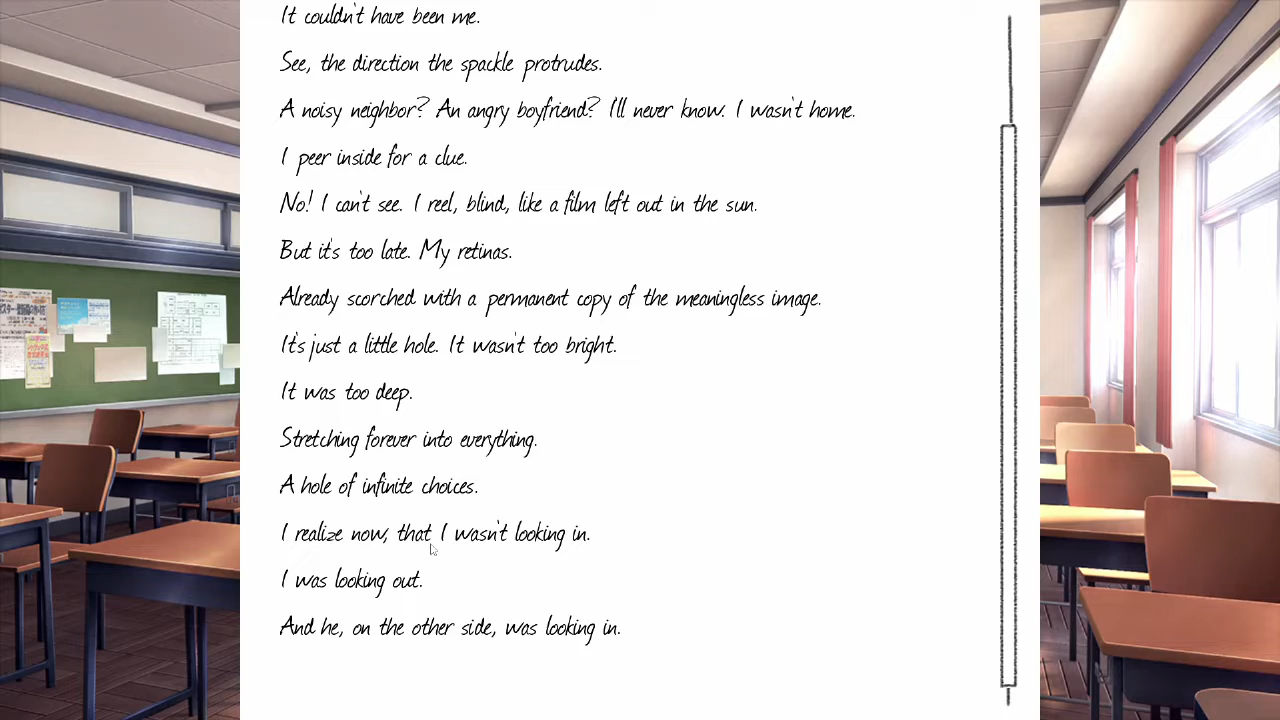 It couldn't have been me.
See, the direction the spackle protrudes.
A noisy neighbor? An angry boyfriend? I'll never know. I wasn't home.
I peer inside for a clue.
No! I can't see. I reel, blind, like a film left out in the sun.
But it's too late. My retinas.
Already scorched with a permanent copy of the meaningless image.
It's just a little hole. It wasn't too bright.
It was too deep.
Stretching forever into everything.
A hole of infinite choices.
I realize now, that I wasn't looking in.
I was looking out.
And he, on the other side, was looking in.